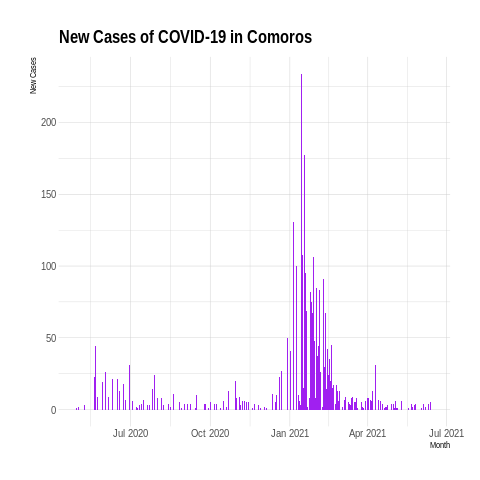 New Cases of COVID-19 in Comoros
New Cases
200
150
100
50
0
Jul 2020
Oct 2020
Jan 2021
Apr 2021
Jul 2021
Month